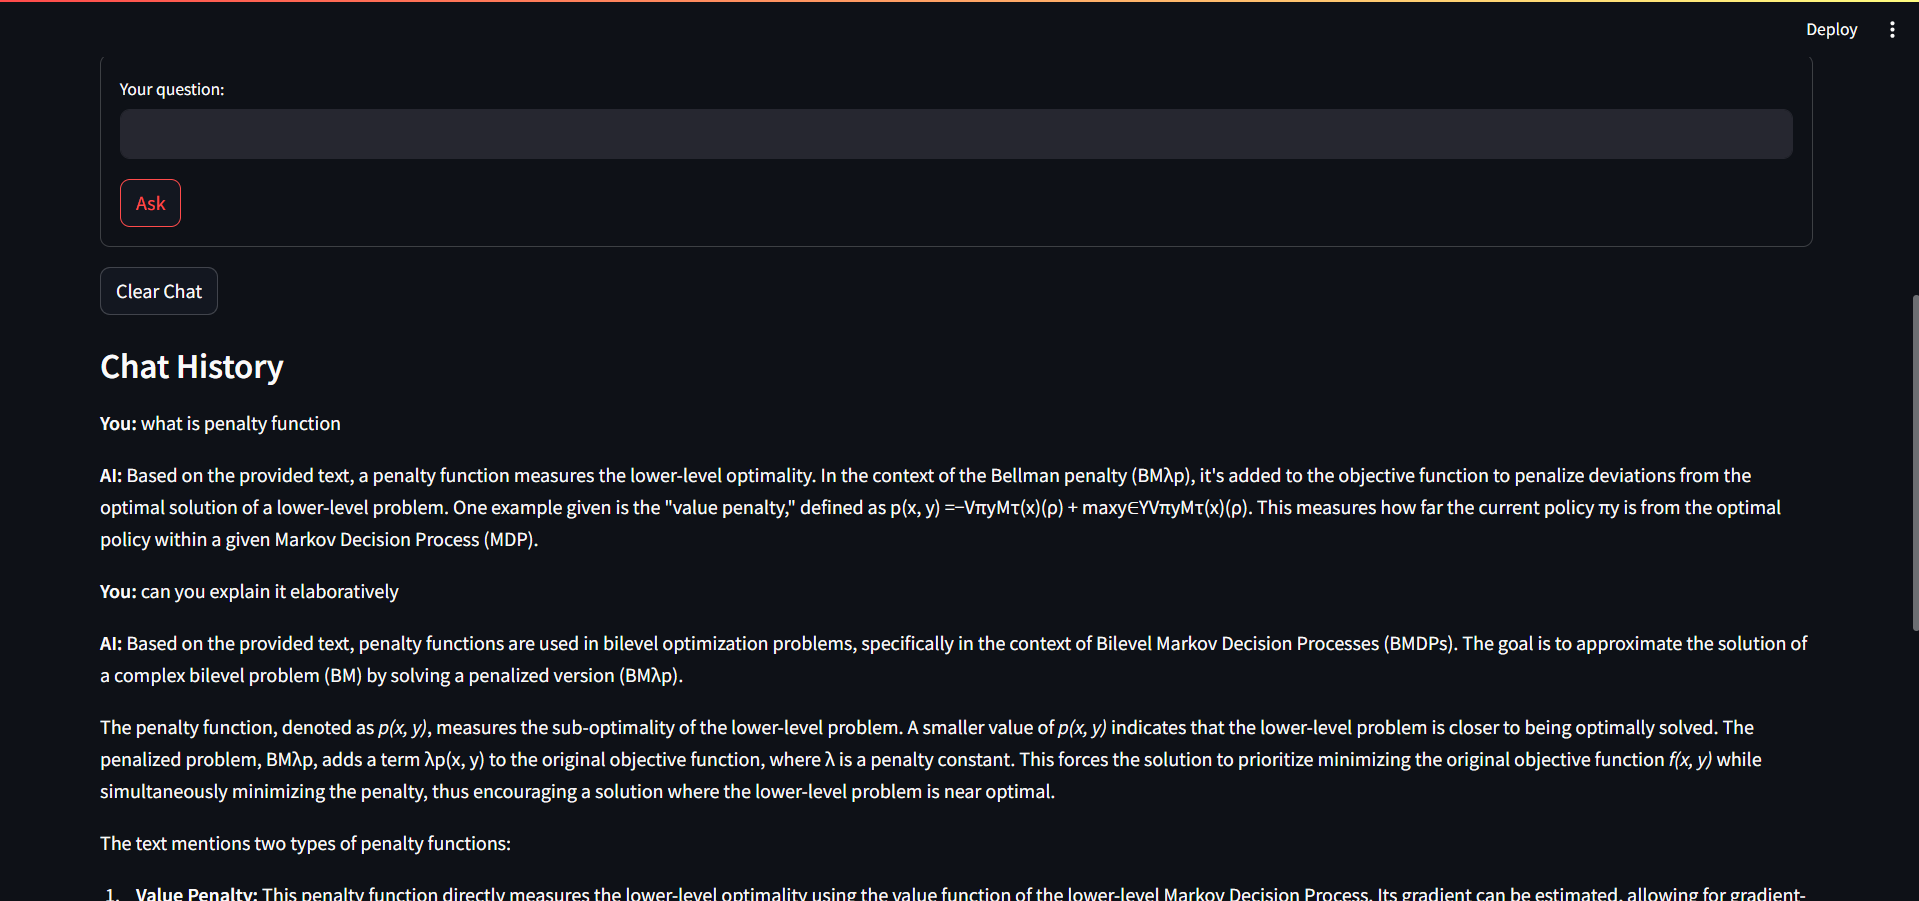 Deploy
Your question:
Ask
Clear Chat
Chat History
You: what is penalty function
AI: Based on the provided text, a penalty function measures the lower-level optimality. In the context of the Bellman penalty (BMλp), it's added to the objective function to penalize deviations from the
optimal solution of a lower-level problem. One example given is the "value penalty," defined as p(x, y) =−VπyMτ(x)(ρ) + maxy∈YVπyMτ(x)(ρ). This measures how far the current policy πy is from the optimal
policy within a given Markov Decision Process (MDP).
You: can you explain it elaboratively
AI: Based on the provided text, penalty functions are used in bilevel optimization problems, specifically in the context of Bilevel Markov Decision Processes (BMDPs). The goal is to approximate the solution of
a complex bilevel problem (BM) by solving a penalized version (BMλp).
The penalty function, denoted as p(x, y), measures the sub-optimality of the lower-level problem. A smaller value of p(x, y) indicates that the lower-level problem is closer to being optimally solved. The
penalized problem, BMλp, adds a term λp(x, y) to the original objective function, where λ is a penalty constant. This forces the solution to prioritize minimizing the original objective function f(x, y) while
simultaneously minimizing the penalty, thus encouraging a solution where the lower-level problem is near optimal.
The text mentions two types of penalty functions:
1. Value Penalty: This penalty function directly measures the lower-level optimality using the value function of the lower-level Markov Decision Process. Its gradient can be estimated, allowing for gradient-